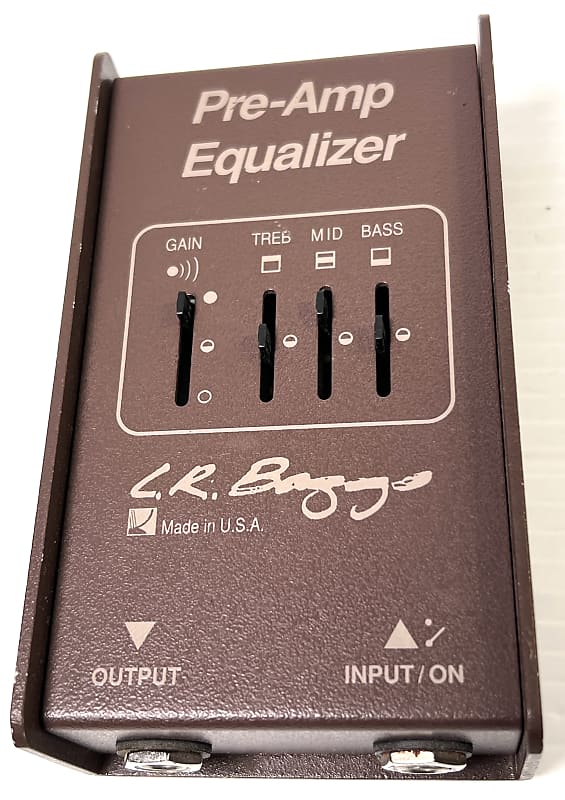 Pre-Amp
Equalizer
GAIN TREB MID BASS
L.R. Baggs
Made in U.S.A.
OUTPUT INPUT/ON